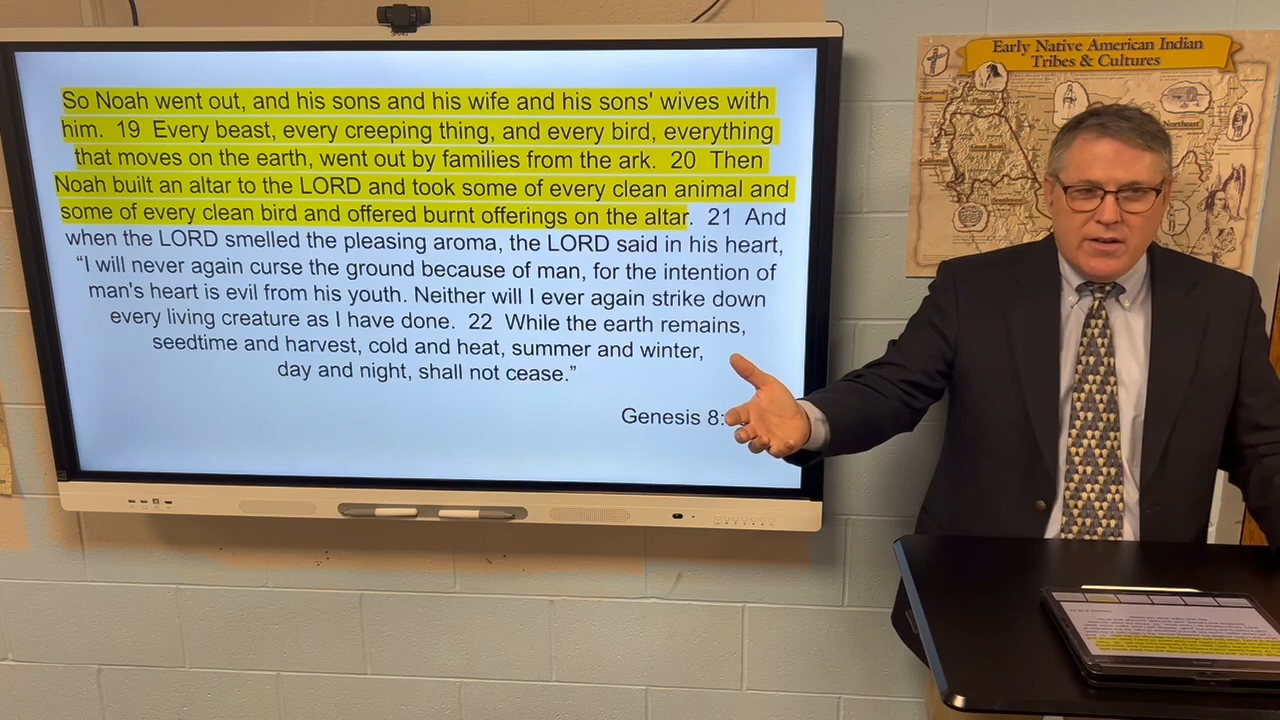 So Noah went out, and his sons and his wife and his sons' wives with
him. 19 Every beast, every creeping thing, and every bird, everything
that moves on the earth, went out by families from the ark. 20 Then
Noah built an altar to the LORD and took some of every clean animal and
some of every clean bird and offered burnt offerings on the altar. 21 And
when the LORD smelled the pleasing aroma, the LORD said in his heart,
“I will never again curse the ground because of man, for the intention of
man's heart is evil from his youth. Neither will I ever again strike down
every living creature as I have done. 22 While the earth remains,
seedtime and harvest, cold and heat, summer and winter,
day and night, shall not cease.”
Genesis 8:
Early Native American Indian
Tribes & Cultures
Plateau
Northeast
Great Basin
Southwest